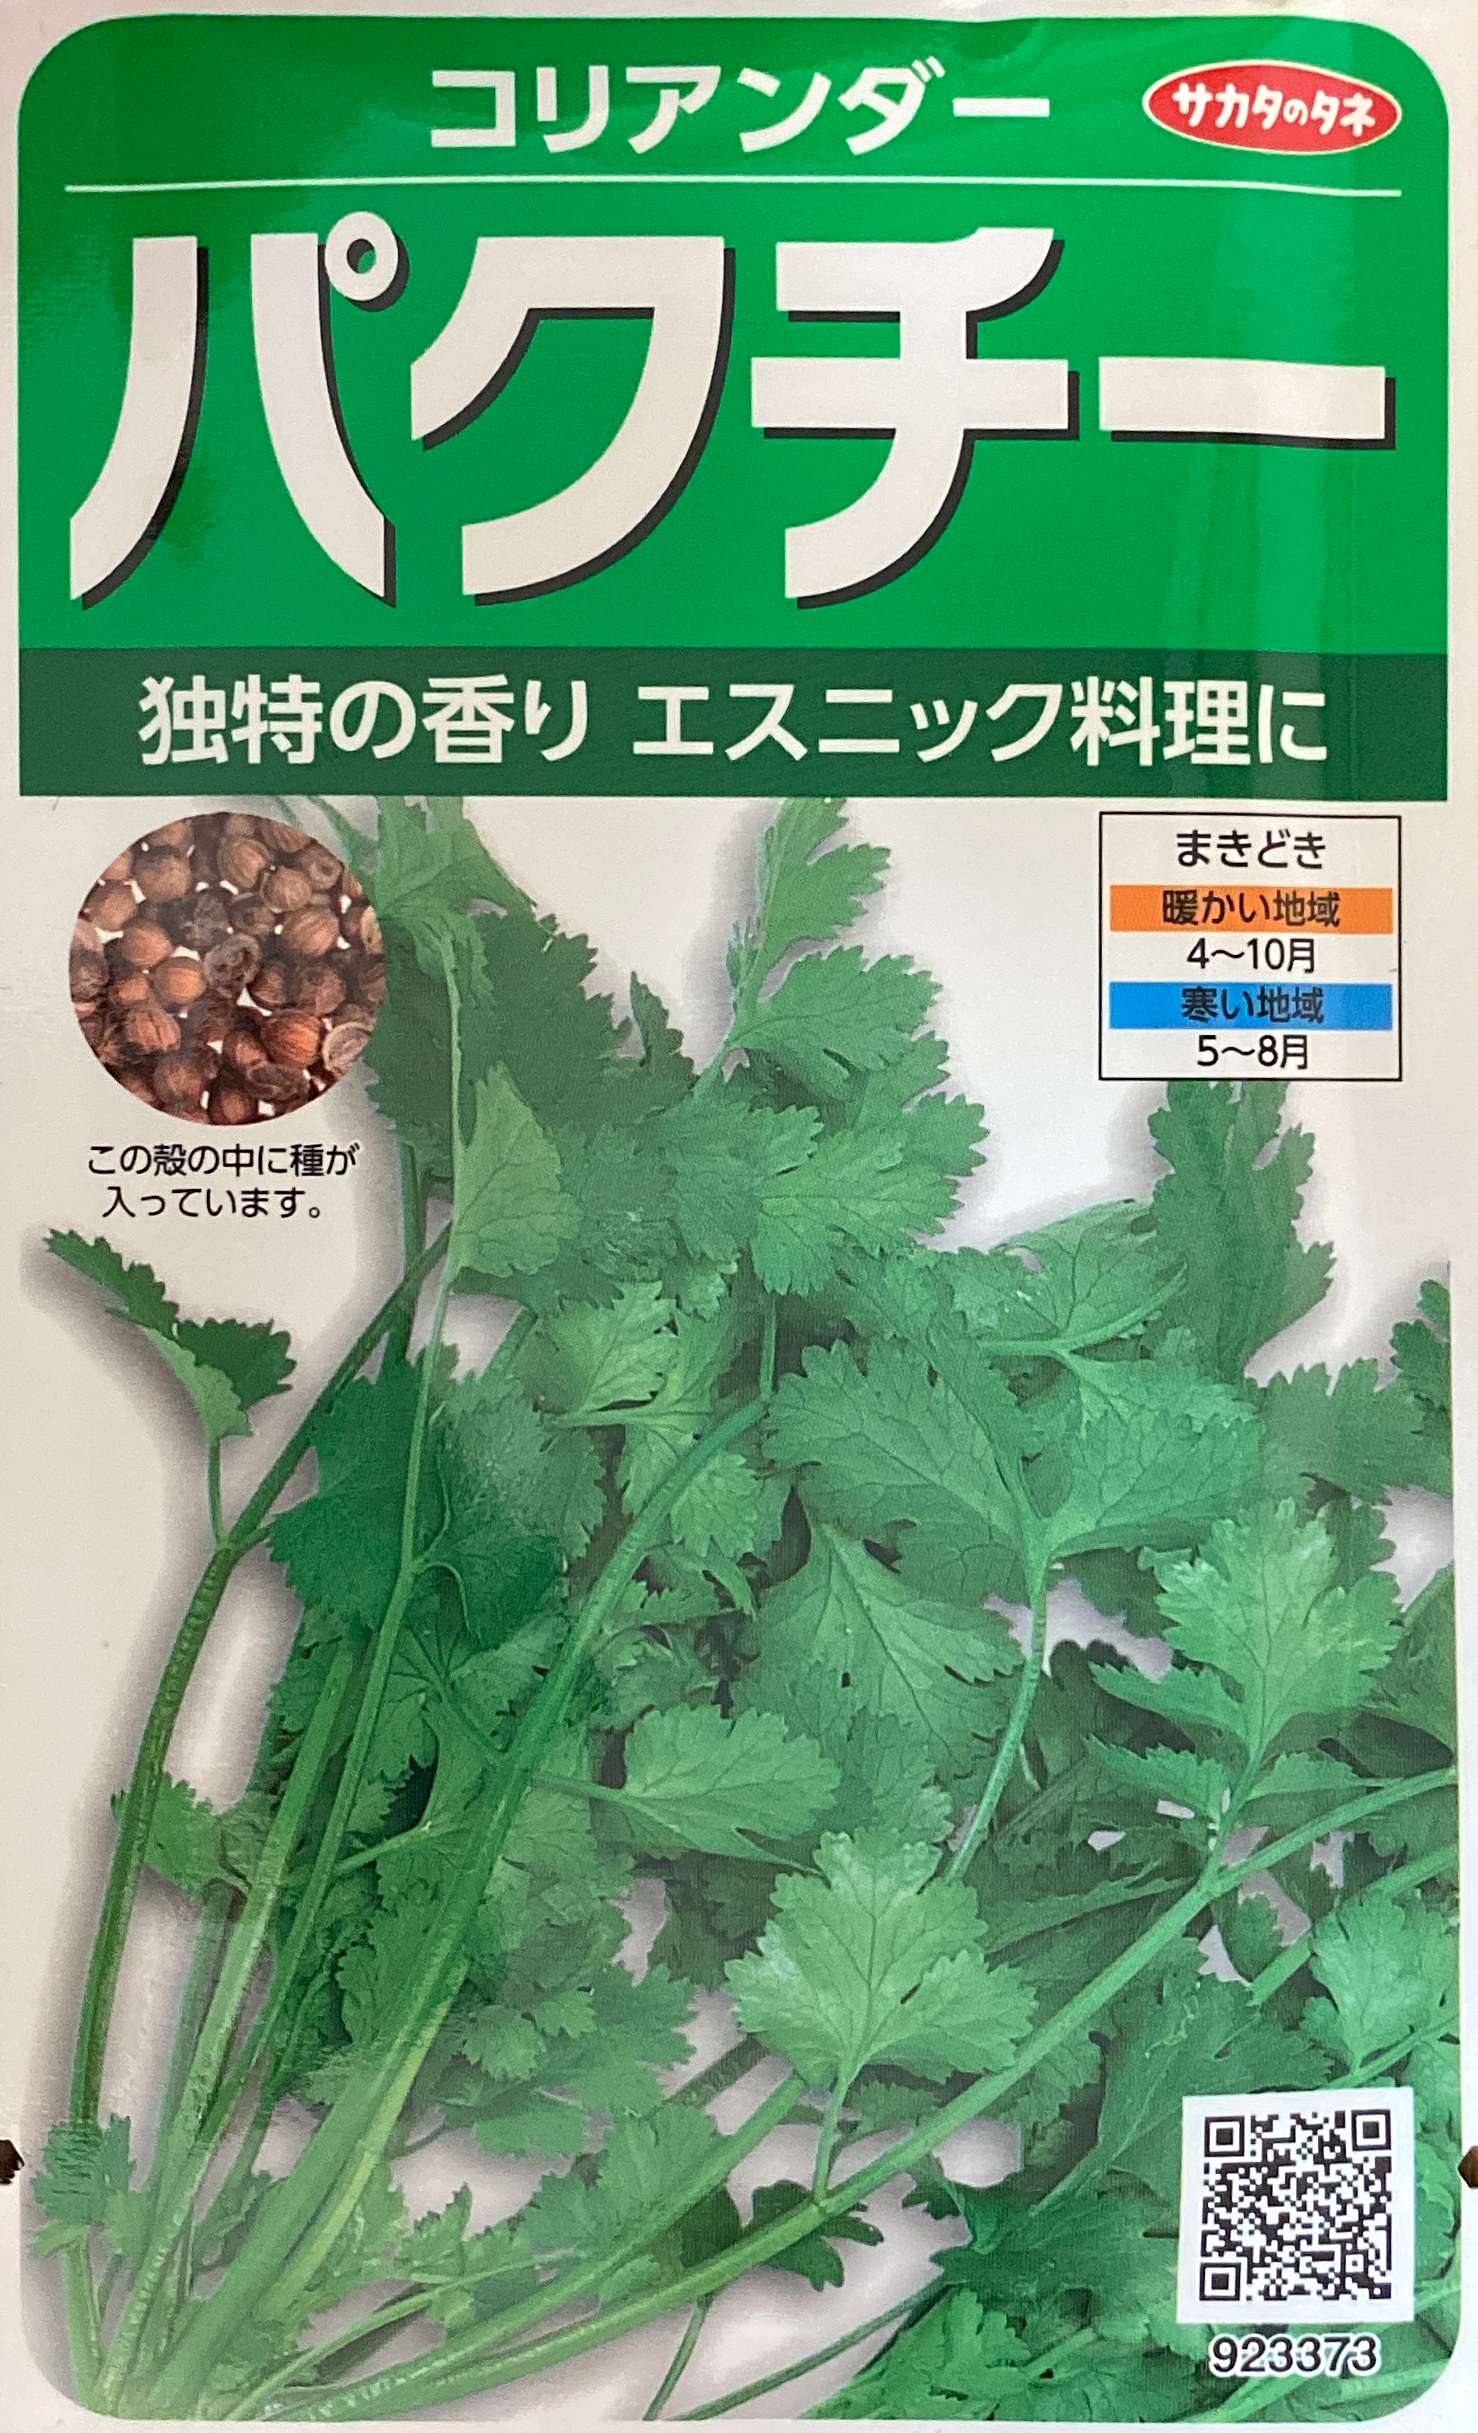 コリアンダー
サカタのタネ
パクチー
独特の香り エスニック料理に
まきどき
暖かい地域
4～10月
寒い地域
5～8月
この殻の中に種が
入っています。
923373